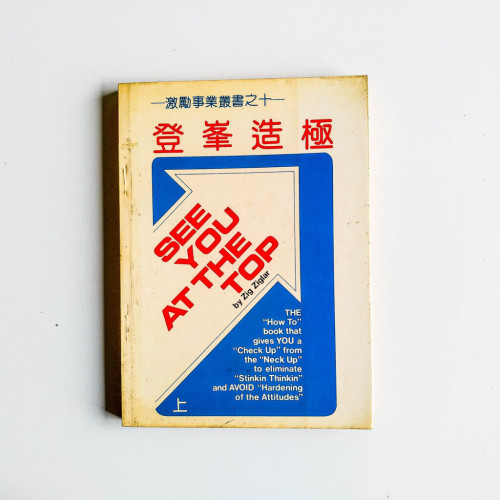 —激勵事業叢書之十—
登峯造極
SEE
YOU
AT THE
TOP
by Zig Ziglar
THE
"How To"
book that
gives YOU a
"Check Up" from
the "Neck Up"
to eliminate
"Stinkin Thinkin"
and AVOID "Hardening
of the Attitudes"
上